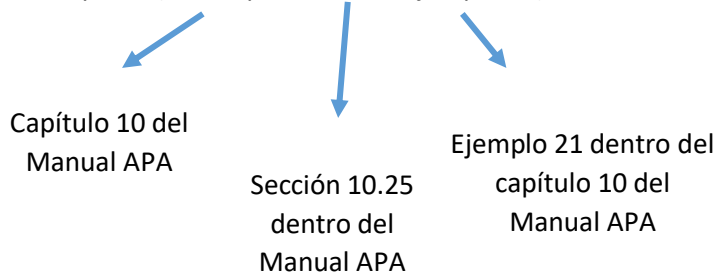 Capítulo 10 del
Manual APA
Sección 10.25
dentro del
Manual APA
Ejemplo 21 dentro del
capítulo 10 del
Manual APA